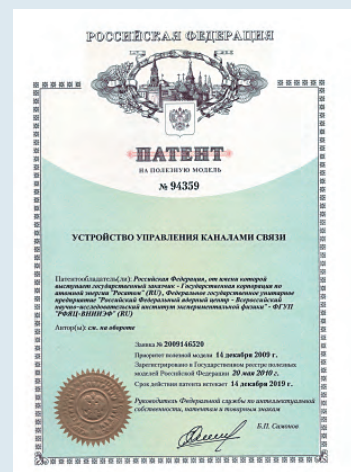 РОССИЙСКАЯ ФЕДЕРАЦИЯ
ПАТЕНТ
НА ПОЛЕЗНУЮ МОДЕЛЬ
№ 94359
УСТРОЙСТВО УПРАВЛЕНИЯ КАНАЛАМИ СВЯЗИ
Патентообладатель(ли): Российская Федерация, от имени которой
выступает государственный заказчик - Государственная корпорация по
атомной энергии "Росатом" (RU), Федеральное государственное унитарное
предприятие "Российский Федеральный ядерный центр - Всероссийский
научно-исследовательский институт экспериментальной физики" - ФГУП
"РФЯЦ-ВНИИЭФ" (RU)
Автор(ы): см. на обороте
Заявка № 2009146520
Приоритет полезной модели 14 декабря 2009 г.
Зарегистрировано в Государственном реестре полезных
моделей Российской Федерации 20 мая 2010 г.
Срок действия патента истекает 14 декабря 2019 г.
Руководитель Федеральной службы по интеллектуальной
собственности, патентам и товарным знакам
Б.П. Симонов